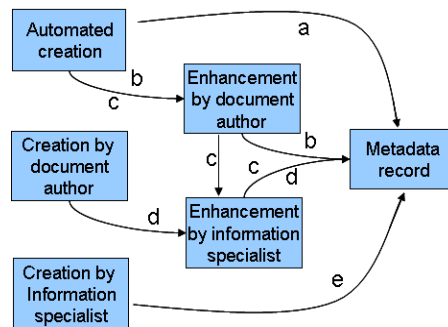 Automated
creation
a
b
c
Enhancement
by document
author
b
Metadata
record
Creation by
document
author
c
c
d
d
Enhancement
by information
specialist
Creation by
Information
specialist
e